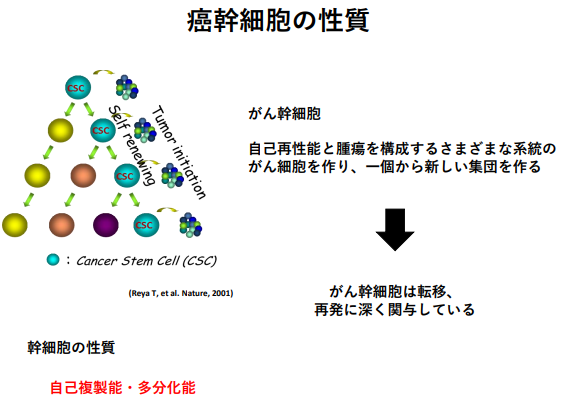 癌幹細胞の性質
CSC
CSC
CSC
CSC
Self renewing
Tumor initiation
: Cancer Stem Cell (CSC)
(Reya T, et al. Nature, 2001)
がん幹細胞
自己再性能と腫瘍を構成するさまざまな系統の
がん細胞を作り、一個から新しい集団を作る
がん幹細胞は転移、
再発に深く関与している
幹細胞の性質
自己複製能・多分化能